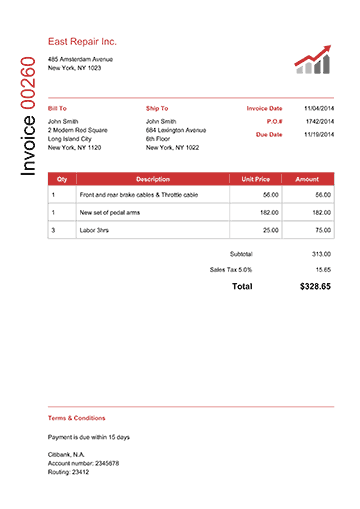 East Repair Inc.
485 Amsterdam Avenue
New York, NY 1023
Invoice 00260
Bill To
John Smith
2 Modern Rod Square
Long Island City
New York, NY 1120
Ship To
John Smith
684 Lexington Avenue
6th Floor
New York, NY 1022
Invoice Date 11/04/2014
P.O.# 1742/2014
Due Date 11/19/2014
Qty Description Unit Price Amount
1 Front and rear brake cables & Throttle cable 56.00 56.00
1 New set of pedal arms 182.00 182.00
3 Labor 3hrs 25.00 75.00
Subtotal 313.00
Sales Tax 5.0% 15.65
Total $328.65
Terms & Conditions
Payment is due within 15 days
Citibank, N.A.
Account number: 2345678
Routing: 23412